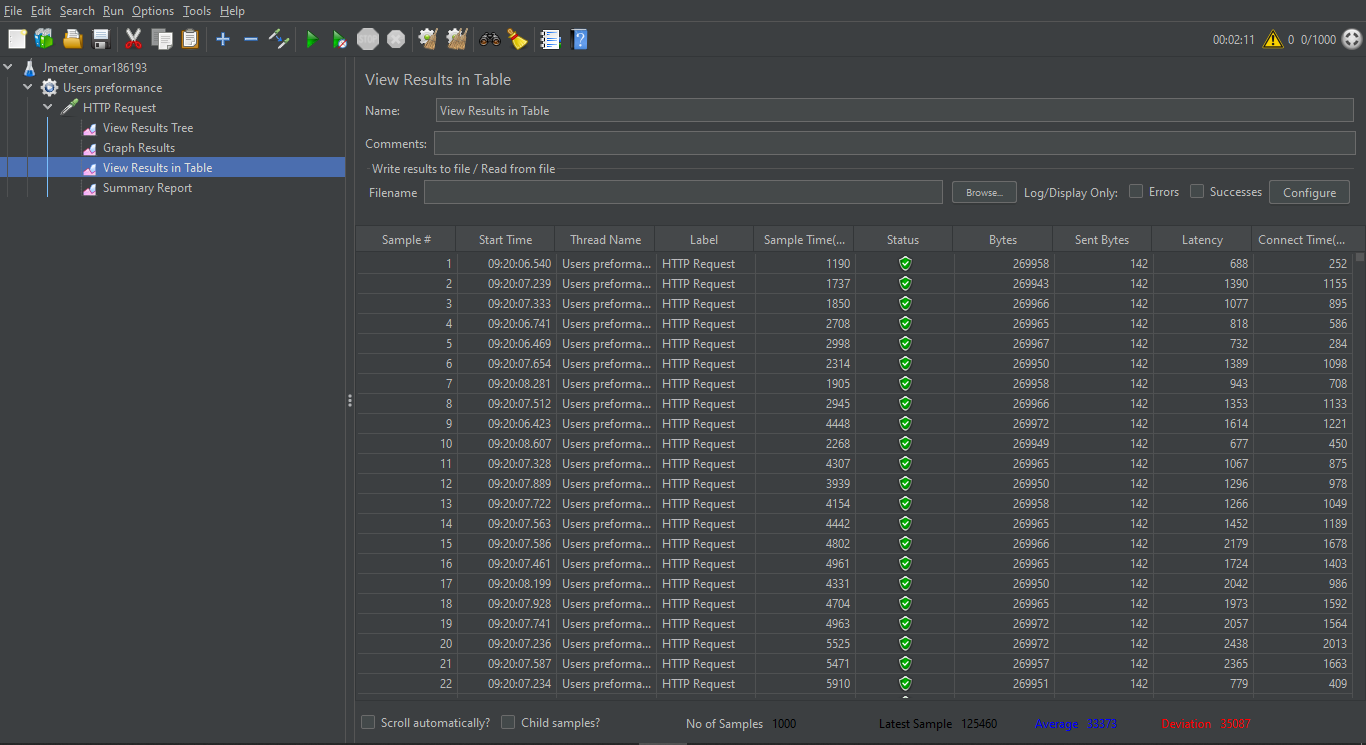 File Edit Search Run Options Tools Help
00:02:11 0 0/1000
Jmeter_omar186193
Users preformance
HTTP Request
View Results Tree
Graph Results
View Results in Table
Summary Report
View Results in Table
Name: View Results in Table
Comments:
Write results to file / Read from file
Filename Browse... Log/Display Only: Errors Successes Configure
Sample # Start Time Thread Name Label Sample Time(... Status Bytes Sent Bytes Latency Connect Time(...
1 09:20:06.540 Users preforma... HTTP Request 1190 269958 142 688 252
2 09:20:07.239 Users preforma... HTTP Request 1737 269943 142 1390 1155
3 09:20:07.333 Users preforma... HTTP Request 1850 269966 142 1077 895
4 09:20:06.741 Users preforma... HTTP Request 2708 269965 142 818 586
5 09:20:06.469 Users preforma... HTTP Request 2998 269967 142 732 284
6 09:20:07.654 Users preforma... HTTP Request 2314 269950 142 1389 1098
7 09:20:08.281 Users preforma... HTTP Request 1905 269958 142 943 708
8 09:20:07.512 Users preforma... HTTP Request 2945 269966 142 1353 1133
9 09:20:06.423 Users preforma... HTTP Request 4448 269972 142 1614 1221
10 09:20:08.607 Users preforma... HTTP Request 2268 269949 142 677 450
11 09:20:07.328 Users preforma... HTTP Request 4307 269965 142 1067 875
12 09:20:07.889 Users preforma... HTTP Request 3939 269950 142 1296 978
13 09:20:07.722 Users preforma... HTTP Request 4154 269958 142 1266 1049
14 09:20:07.563 Users preforma... HTTP Request 4442 269965 142 1452 1189
15 09:20:07.586 Users preforma... HTTP Request 4802 269966 142 2179 1678
16 09:20:07.461 Users preforma... HTTP Request 4961 269965 142 1724 1403
17 09:20:08.199 Users preforma... HTTP Request 4331 269950 142 2042 986
18 09:20:07.928 Users preforma... HTTP Request 4704 269965 142 1973 1592
19 09:20:07.741 Users preforma... HTTP Request 4963 269972 142 2057 1564
20 09:20:07.236 Users preforma... HTTP Request 5525 269972 142 2438 2013
21 09:20:07.587 Users preforma... HTTP Request 5471 269957 142 2365 1663
22 09:20:07.234 Users preforma... HTTP Request 5910 269951 142 779 409
Scroll automatically? Child samples? No of Samples 1000 Latest Sample 125460 Average 33373 Deviation 35087